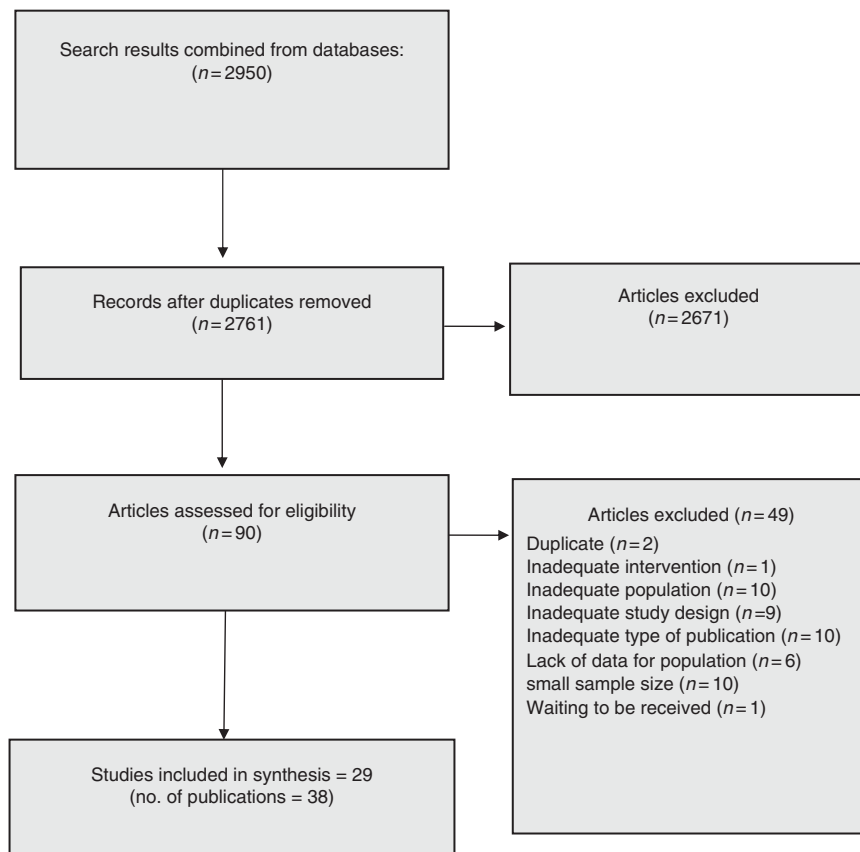 Search results combined from databases:
(n=2950)
Records after duplicates removed
(n=2761)
Articles excluded
(n=2671)
Articles assessed for eligibility
(n=90)
Articles excluded (n=49)
Duplicate (n=2)
Inadequate intervention (n=1)
Inadequate population (n=10)
Inadequate study design (n=9)
Inadequate type of publication (n=10)
Lack of data for population (n=6)
small sample size (n=10)
Waiting to be received (n=1)
Studies included in synthesis = 29
(no. of publications = 38)